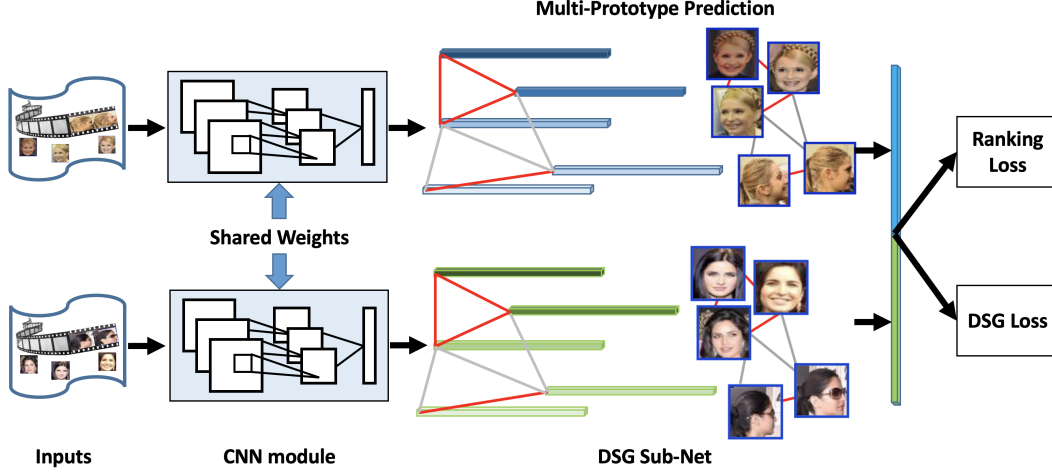 Multi-Prototype Prediction
Ranking
Loss
Shared Weights
DSG Loss
Inputs
CNN module
DSG Sub-Net